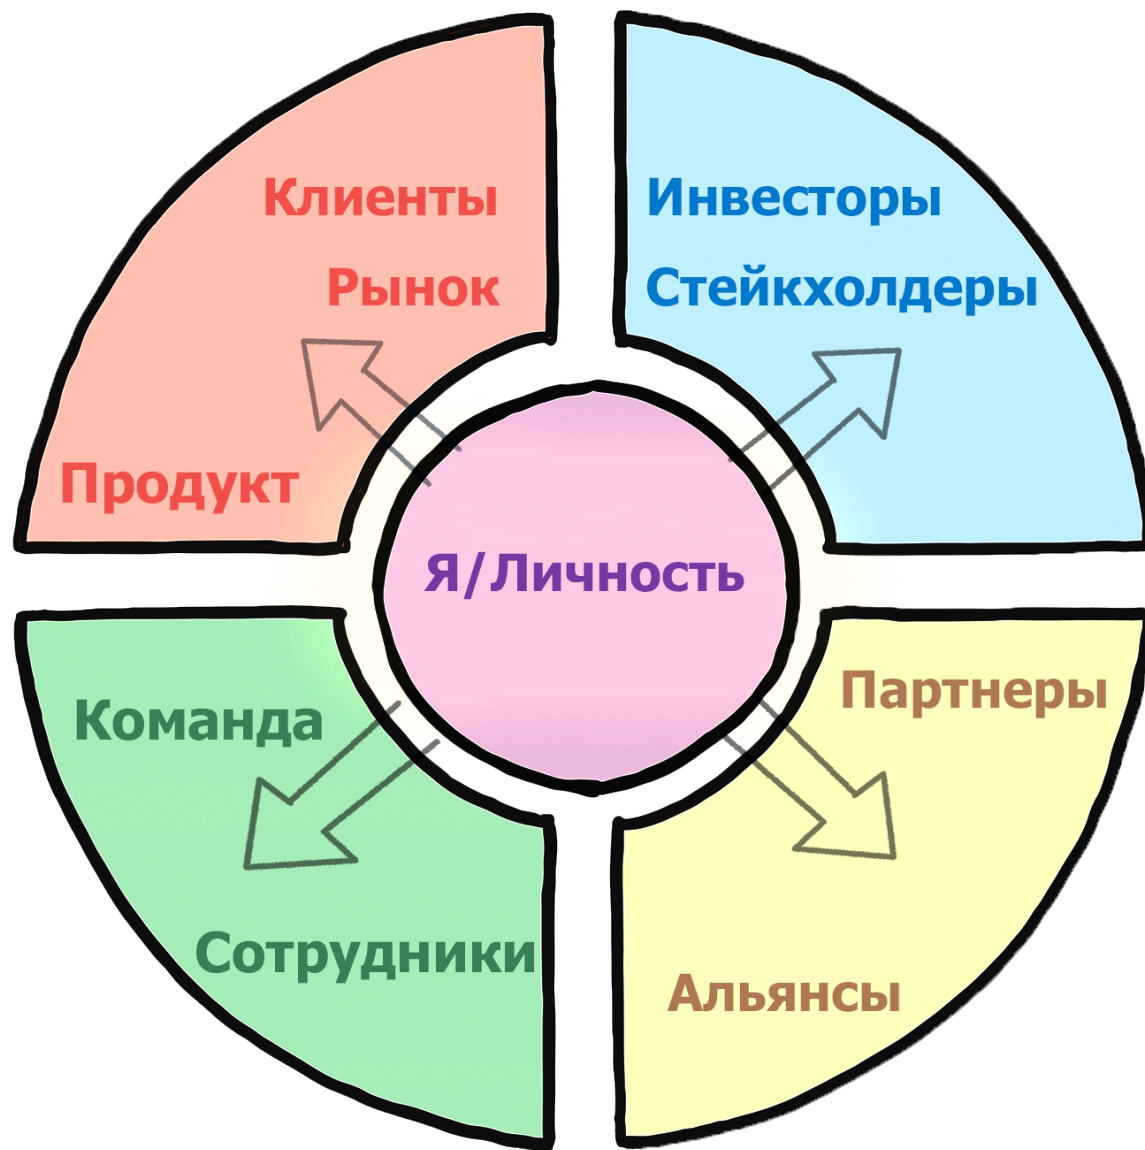 Клиенты
Рынок
Продукт
Инвесторы
Стейкхолдеры
Я/Личность
Команда
Сотрудники
Партнеры
Альянсы